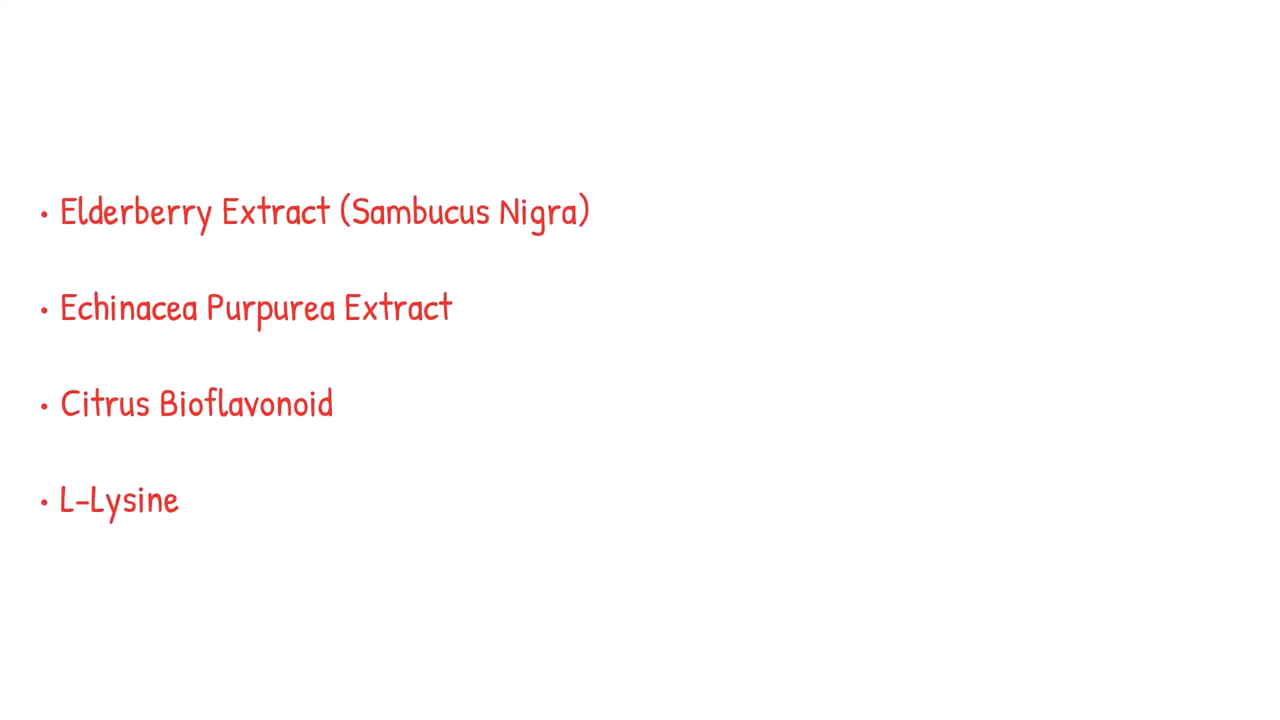 • Elderberry Extract (Sambucus Nigra)
• Echinacea Purpurea Extract
• Citrus Bioflavonoid
• L-Lysine